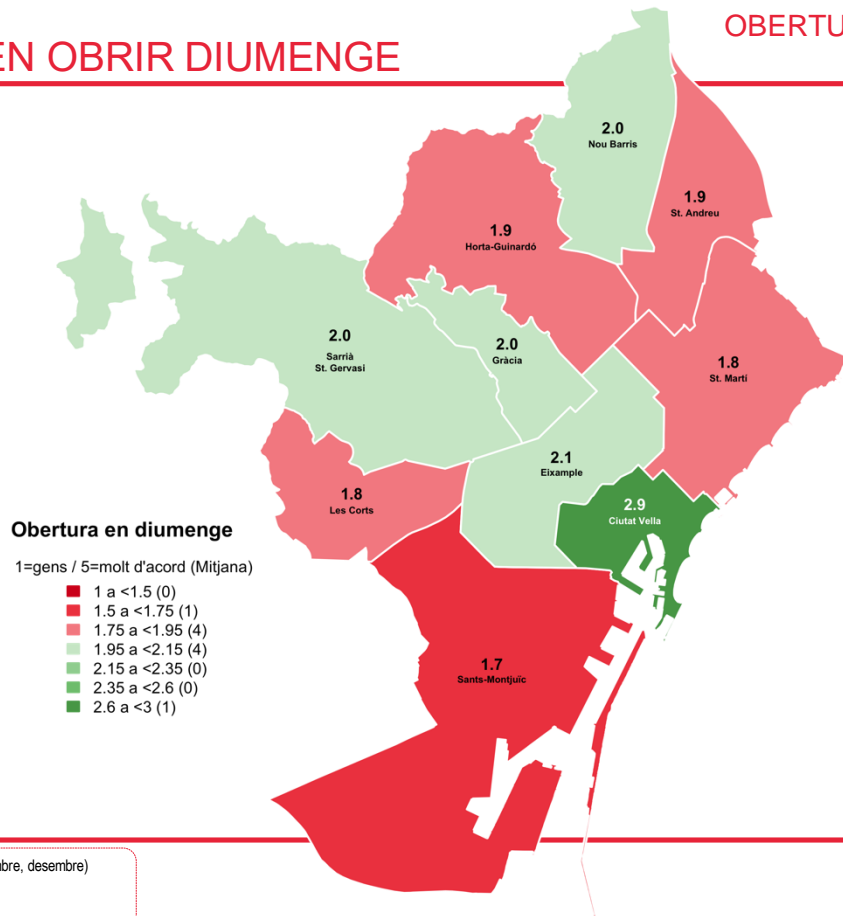 OBERTU
EN OBRIR DIUMENGE
2.0
Nou Barris
1.9
St. Andreu
1.9
Horta-Guinardó
2.0
Sarrià
St. Gervasi
2.0
Gràcia
1.8
St. Martí
2.1
Eixample
1.8
Les Corts
2.9
Ciutat Vella
Obertura en diumenge
1=gens / 5=molt d'acord (Mitjana)
1 a <1.5 (0)
1.5 a <1.75 (1)
1.75 a <1.95 (4)
1.95 a <2.15 (4)
2.15 a <2.35 (0)
2.35 a <2.6 (0)
2.6 a <3 (1)
1.7
Sants-Montjuïc
bre, desembre)